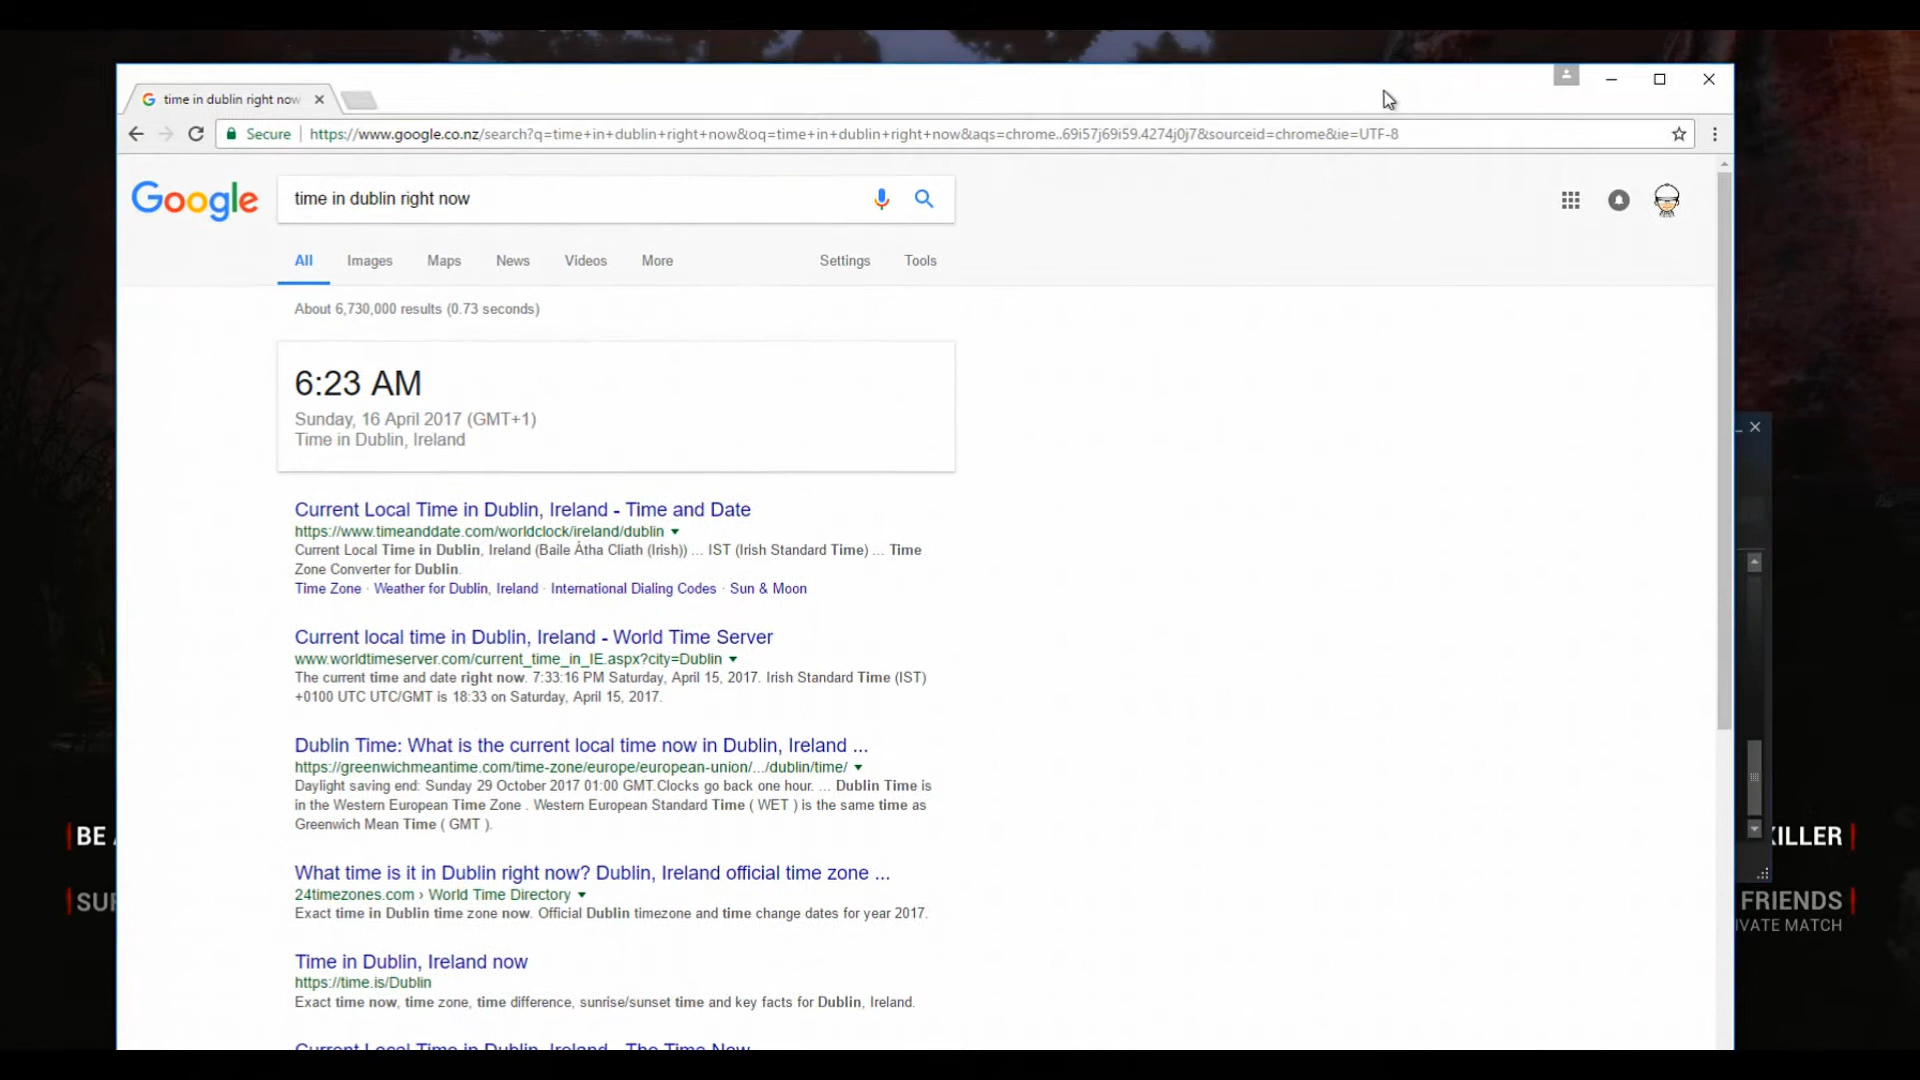 time in dublin right now
Secure
https://www.google.co.nz/search?q=time+in+dublin+right+now&oq=time+in+dublin+right+now&aqs=chrome..69i57j69i59.4274j0j7&sourceid=chrome&ie=UTF-8
Google
time in dublin right now
All
Images
Maps
News
Videos
More
Settings
Tools
About 6,730,000 results (0.73 seconds)
6:23 AM
Sunday, 16 April 2017 (GMT+1)
Time in Dublin, Ireland
Current Local Time in Dublin, Ireland - Time and Date
https://www.timeanddate.com/worldclock/ireland/dublin
Current Local Time in Dublin, Ireland (Baile Átha Cliath (Irish)) ... IST (Irish Standard Time) ... Time
Zone Converter for Dublin.
Time Zone · Weather for Dublin, Ireland · International Dialing Codes · Sun & Moon
Current local time in Dublin, Ireland - World Time Server
www.worldtimeserver.com/current_time_in_IE.aspx?city=Dublin
The current time and date right now. 7:33:16 PM Saturday, April 15, 2017. Irish Standard Time (IST)
+0100 UTC UTC/GMT is 18:33 on Saturday, April 15, 2017.
Dublin Time: What is the current local time now in Dublin, Ireland ...
https://greenwichmeantime.com/time-zone/europe/european-union/.../dublin/time/
Daylight saving end: Sunday 29 October 2017 01:00 GMT.Clocks go back one hour. ... Dublin Time is
in the Western European Time Zone . Western European Standard Time ( WET ) is the same time as
Greenwich Mean Time ( GMT ).
What time is it in Dublin right now? Dublin, Ireland official time zone ...
24timezones.com › World Time Directory
Exact time in Dublin time zone now. Official Dublin timezone and time change dates for year 2017.
Time in Dublin, Ireland now
https://time.is/Dublin
Exact time now, time zone, time difference, sunrise/sunset time and key facts for Dublin, Ireland.
Current Local Time in Dublin, Ireland - The Time Now
BE
SU
KILLER
FRIENDS
IVATE MATCH